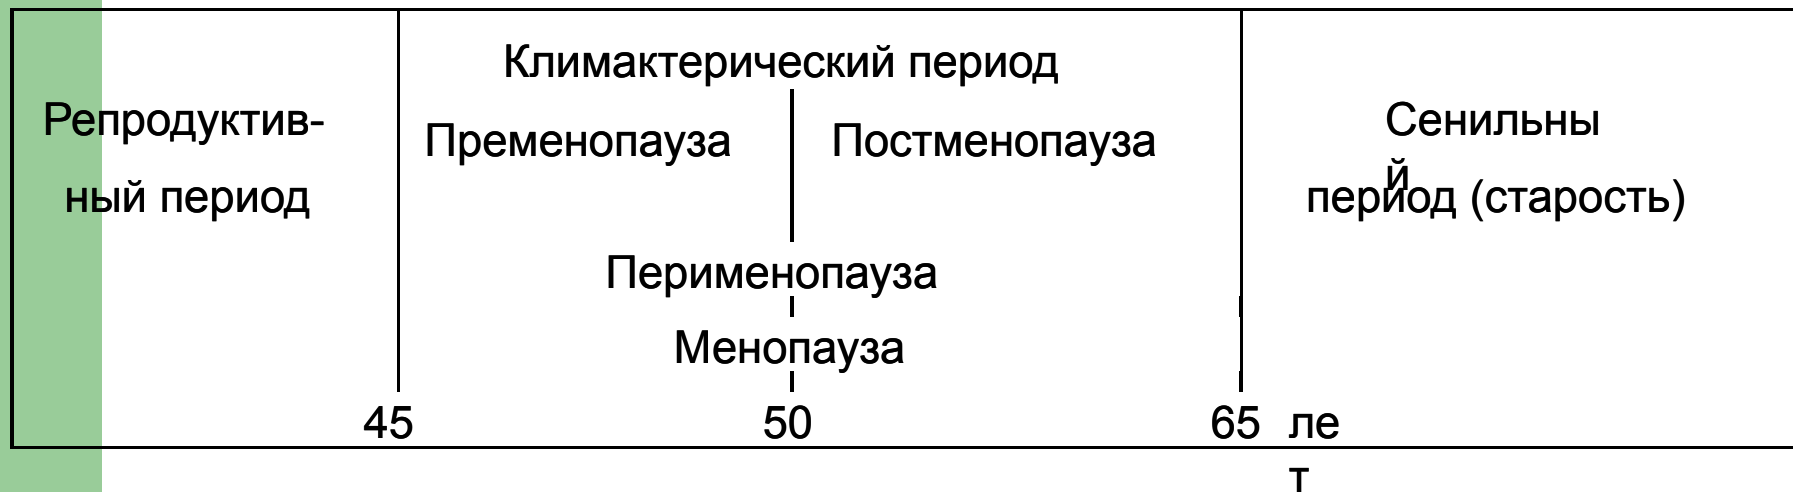 Климактерический период
Репродуктив-
ный период
Пременопауза
Постменопауза
Сенильны
й
период (старость)
Перименопауза
Менопауза
45 50 65 ле
т